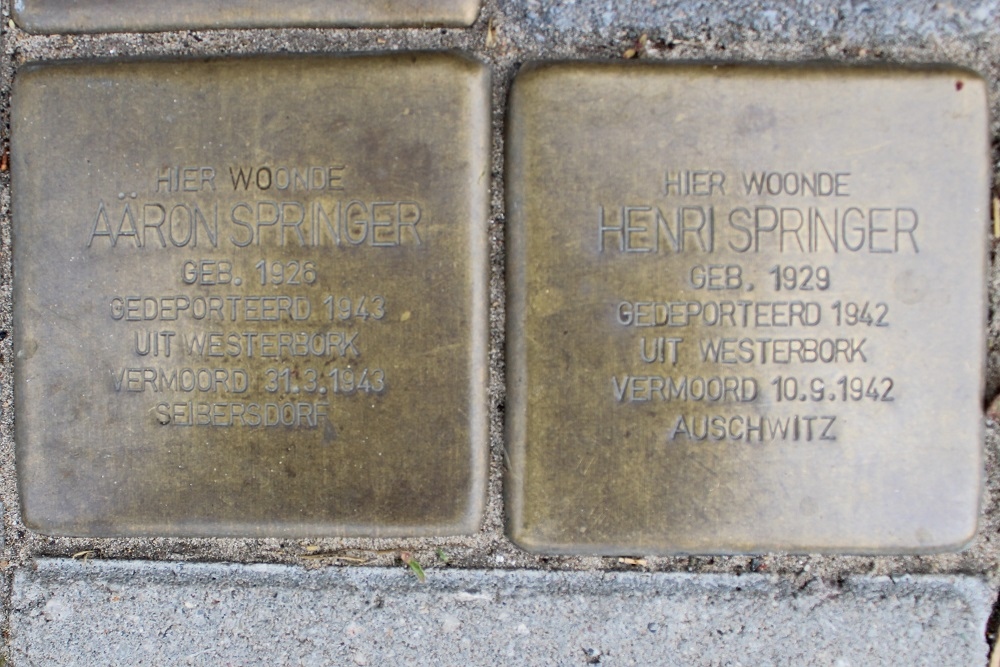 HIER WOONDE
AÄRON SPRINGER
GEB. 1926
GEDEPORTEERD 1943
UIT WESTERBORK
VERMOORD 31.3.1943
SEIBERSDORF
HIER WOONDE
HENRI SPRINGER
GEB. 1929
GEDEPORTEERD 1942
UIT WESTERBORK
VERMOORD 10.9.1942
AUSCHWITZ